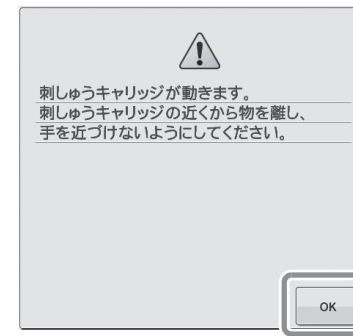 刺しゅうキャリッジが動きます。
刺しゅうキャリッジの近くから物を離し、
手を近づけないようにしてください。
OK